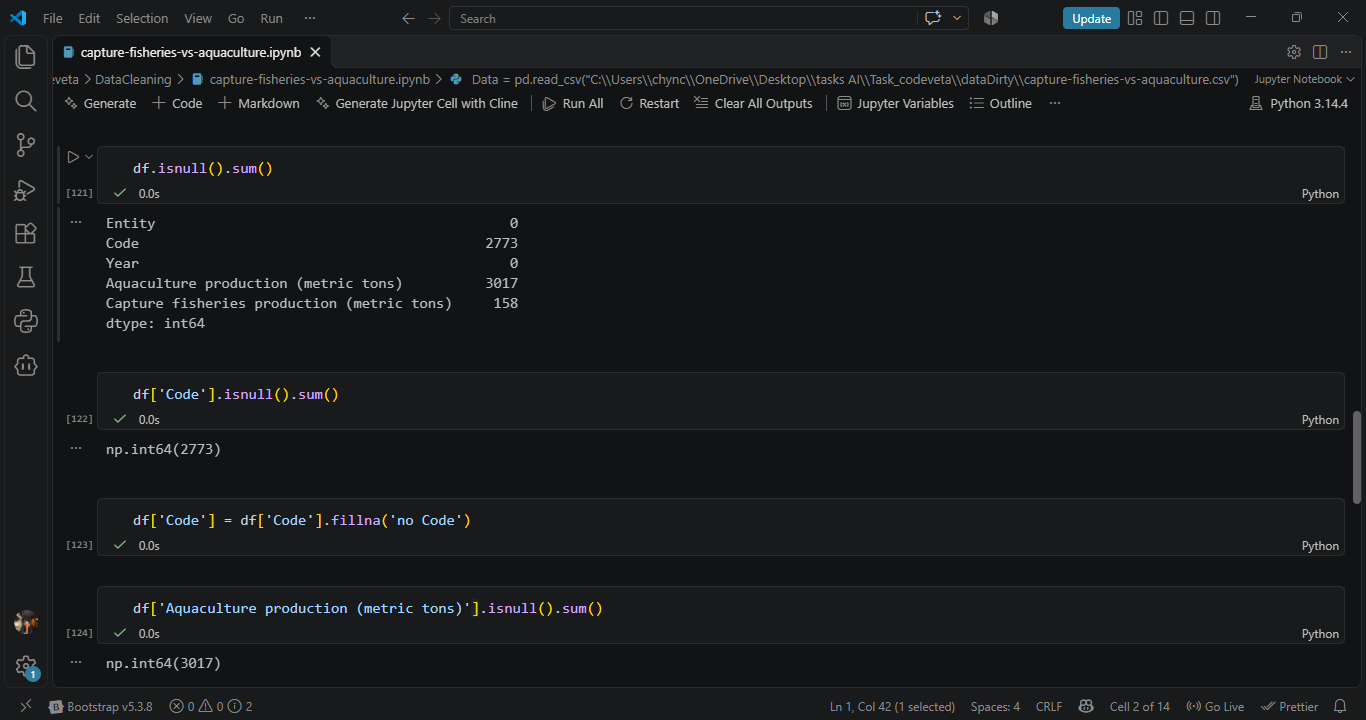 File Edit Selection View Go Run ··· Search Update
capture-fisheries-vs-aquaculture.ipynb
eveta > DataCleaning > capture-fisheries-vs-aquaculture.ipynb > Data = pd.read_csv("C:\\Users\\chync\\OneDrive\\Desktop\\tasks AI\\Task_codeveta\\dataDirty\\capture-fisheries-vs-aquaculture.csv") Jupyter Notebook
Generate + Code + Markdown Generate Jupyter Cell with Cline Run All Restart Clear All Outputs Jupyter Variables Outline ··· Python 3.14.4
df.isnull().sum()
[121] 0.0s Python
Entity 0
Code 2773
Year 0
Aquaculture production (metric tons) 3017
Capture fisheries production (metric tons) 158
dtype: int64
df['Code'].isnull().sum()
[122] 0.0s Python
np.int64(2773)
df['Code'] = df['Code'].fillna('no Code')
[123] 0.0s Python
df['Aquaculture production (metric tons)'].isnull().sum()
[124] 0.0s Python
np.int64(3017)
1
Bootstrap v5.3.8 0 0 2 Ln 1, Col 42 (1 selected) Spaces: 4 CRLF Cell 2 of 14 Go Live Prettier